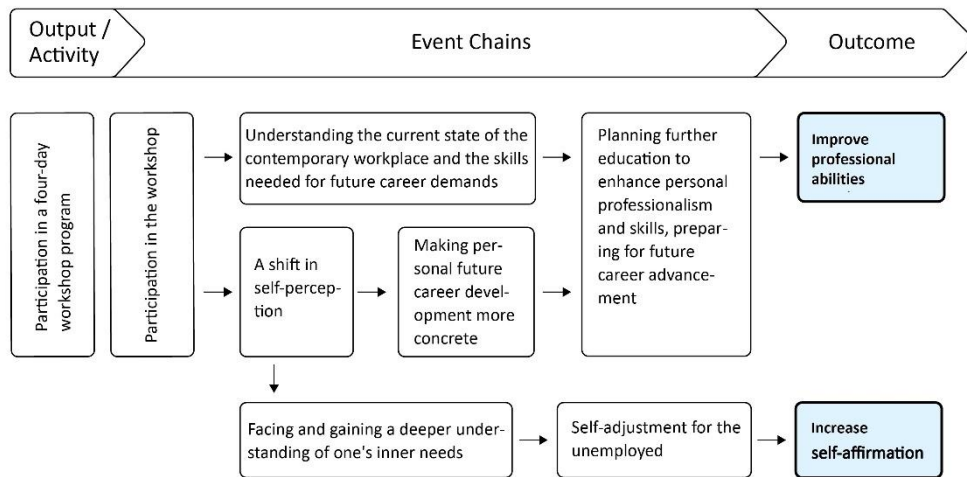 Output /
Activity
Event Chains
Outcome
Participation in a four-day
workshop program
Participation in the workshop
Understanding the current state of the
contemporary workplace and the skills
needed for future career demands
A shift in
self-percep-
tion
Making per-
sonal future
career devel-
opment more
concrete
Planning further
education to
enhance personal
professionalism
and skills, prepar-
ing for future
career advance-
ment
Improve
professional
abilities
Facing and gaining a deeper under-
standing of one's inner needs
Self-adjustment for the
unemployed
Increase
self-affirmation